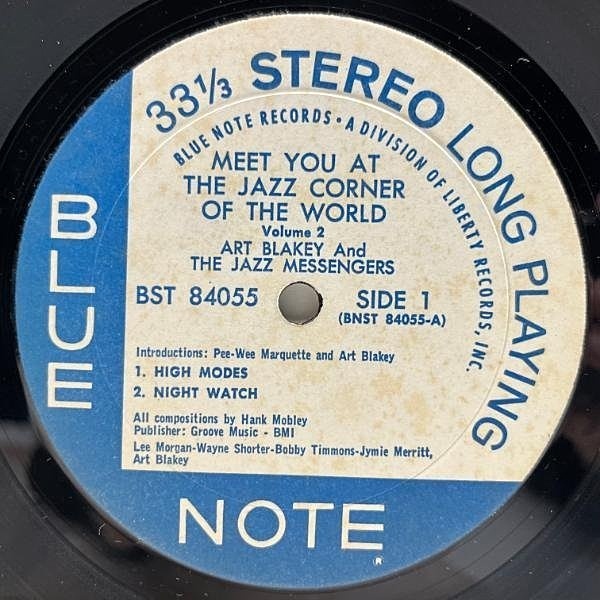 33⅓ STEREO LONG PLAYING
BLUE NOTE RECORDS • A DIVISION OF LIBERTY RECORDS, INC.
MEET YOU AT
THE JAZZ CORNER
OF THE WORLD
Volume 2
ART BLAKEY And
THE JAZZ MESSENGERS
BST 84055 SIDE 1
(BNST 84055-A)
Introductions: Pee-Wee Marquette and Art Blakey
1. HIGH MODES
2. NIGHT WATCH
All compositions by Hank Mobley
Publisher: Groove Music - BMI
Lee Morgan-Wayne Shorter-Bobby Timmons-Jymie Merritt,
Art Blakey
BLUE
NOTE ®